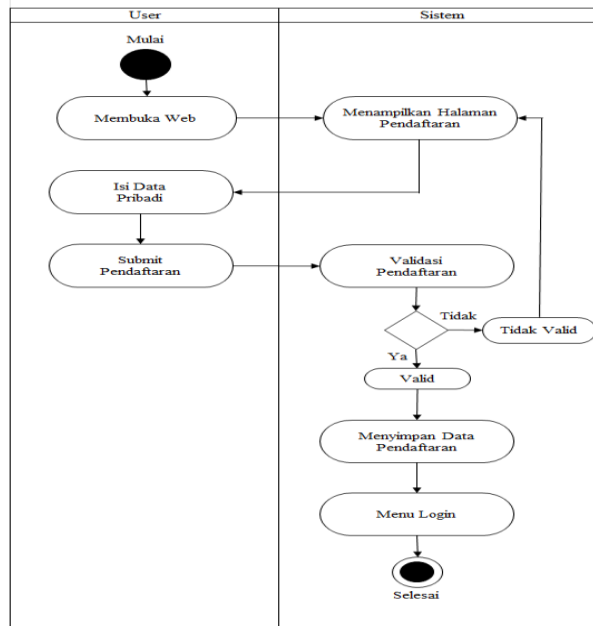 User
Sistem
Mulai
Membuka Web
Menampilkan Halaman
Pendaftaran
Isi Data
Pribadi
Submit
Pendaftaran
Validasi
Pendaftaran
Tidak
Tidak Valid
Ya
Valid
Menyimpan Data
Pendaftaran
Menu Login
Selesai